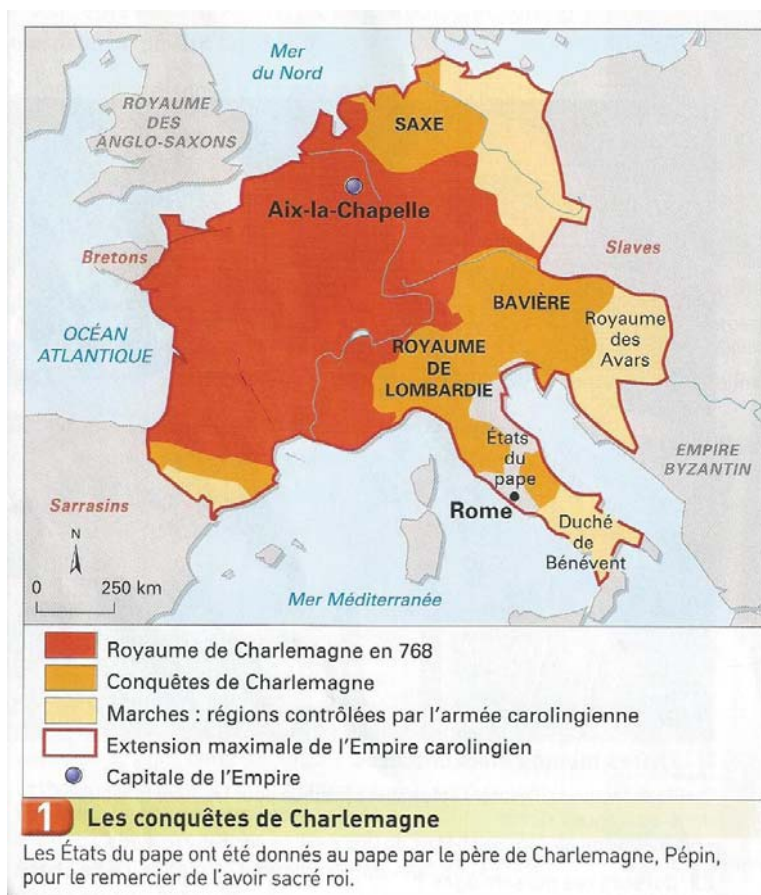 Mer
du Nord
ROYAUME
DES
ANGLO-SAXONS
SAXE
Aix-la-Chapelle
Bretons
Slaves
OCÉAN
ATLANTIQUE
BAVIÈRE
Royaume
des
Avars
ROYAUME
DE
LOMBARDIE
États
du
pape
EMPIRE
BYZANTIN
Sarrasins
Rome
Duché
de
Bénévent
N
0 250 km
Mer Méditerranée
Royaume de Charlemagne en 768
Conquêtes de Charlemagne
Marches : régions contrôlées par l'armée carolingienne
Extension maximale de l'Empire carolingien
Capitale de l'Empire
1 Les conquêtes de Charlemagne
Les États du pape ont été donnés au pape par le père de Charlemagne, Pépin,
pour le remercier de l'avoir sacré roi.